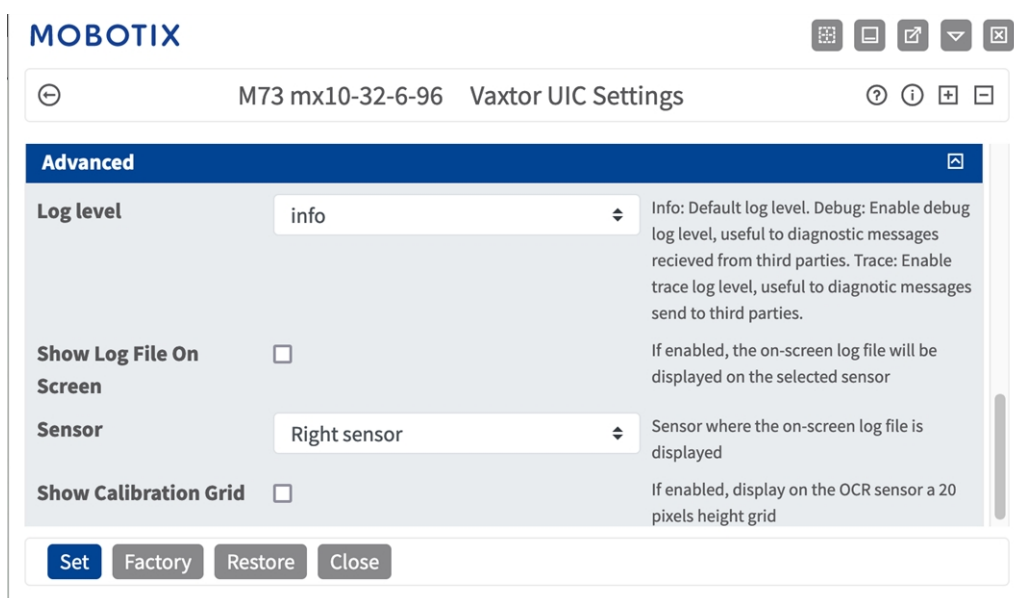 MOBOTIX
M73 mx10-32-6-96 Vaxtor UIC Settings
Advanced
Log level
info
Info: Default log level. Debug: Enable debug
log level, useful to diagnostic messages
recieved from third parties. Trace: Enable
trace log level, useful to diagnotic messages
send to third parties.
Show Log File On
Screen
If enabled, the on-screen log file will be
displayed on the selected sensor
Sensor
Right sensor
Sensor where the on-screen log file is
displayed
Show Calibration Grid
If enabled, display on the OCR sensor a 20
pixels height grid
Set Factory Restore Close